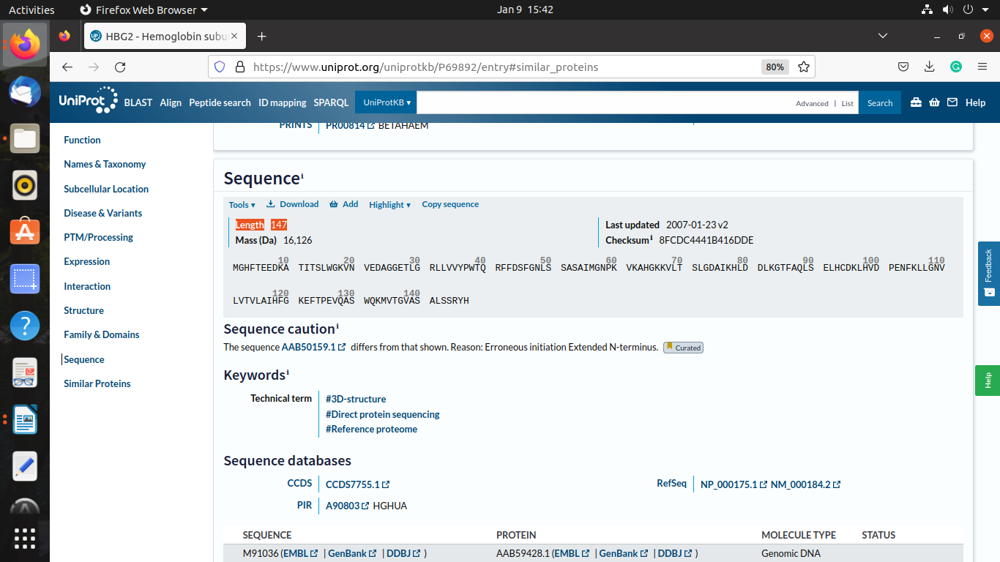 Activities Firefox Web Browser Jan 9 15:42
HBG2 - Hemoglobin subu
https://www.uniprot.org/uniprotkb/P69892/entry#similar_proteins 80%
UniProt BLAST Align Peptide search ID mapping SPARQL UniProtKB Advanced | List Search Help
PRINTS PR00814 BETAHAEM
Function
Names & Taxonomy
Subcellular Location
Disease & Variants
PTM/Processing
Expression
Interaction
Structure
Family & Domains
Sequence
Similar Proteins
Sequence i
Tools Download Add Highlight Copy sequence
Length 147 Last updated 2007-01-23 v2
Mass (Da) 16,126 Checksum i 8FCDC4441B416DDE
10 20 30 40 50 60 70 80 90 100 110
MGHFTEEDKA TITSLWGKVN VEDAGGETLG RLLVVYPWTQ RFFDSFGNLS SASAIMGNPK VKAHGKKVLT SLGDAIKHLD DLKGTFAQLS ELHCDKLHVD PENFKLLGNV
120 130 140
LVTVLAIHFG KEFTPEVQAS WQKMVTGVAS ALSSRYH
Sequence caution i
The sequence AAB50159.1 differs from that shown. Reason: Erroneous initiation Extended N-terminus. Curated
Keywords i
Technical term #3D-structure
#Direct protein sequencing
#Reference proteome
Sequence databases
CCDS CCDS7755.1 RefSeq NP_000175.1 NM_000184.2
PIR A90803 HGHUA
SEQUENCE PROTEIN MOLECULE TYPE STATUS
M91036 (EMBL | GenBank | DDBJ ) AAB59428.1 (EMBL | GenBank | DDBJ ) Genomic DNA
Feedback
Help